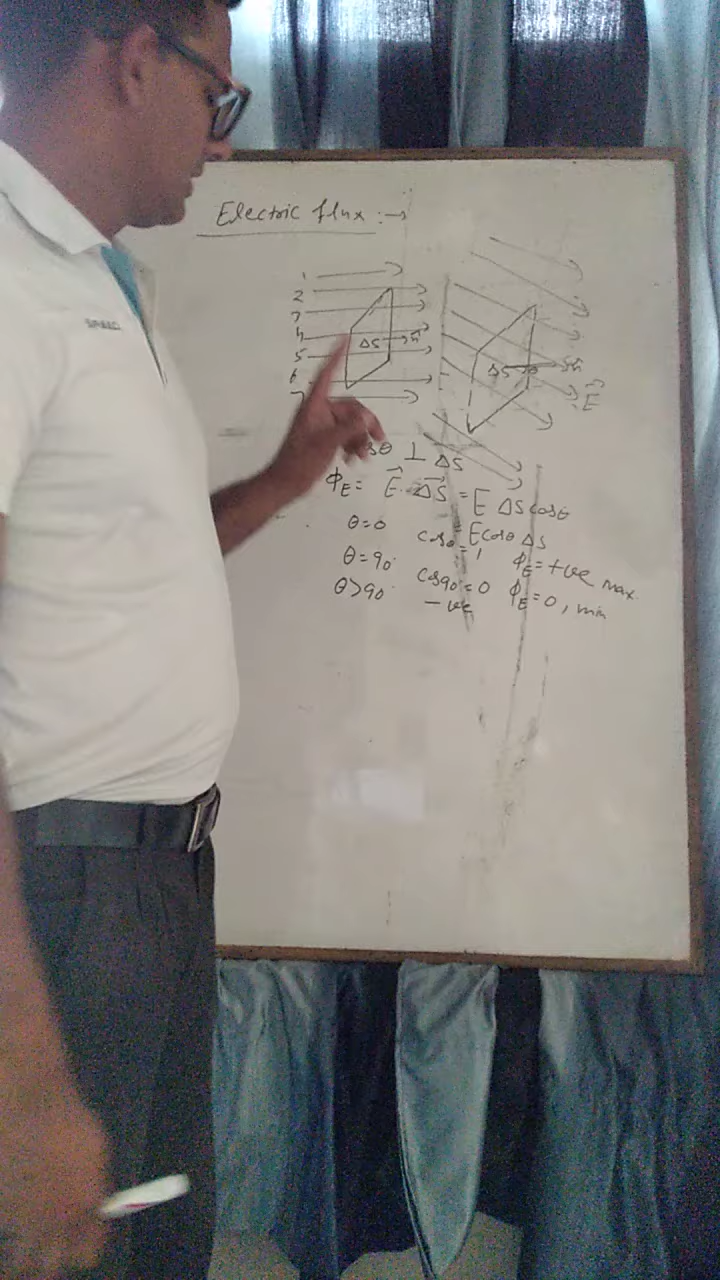 Electric flux :→
1
2
3
4
5
6
7
ΔS
ΔS
E⃗
⊥ ΔS
ϕE = E⃗ . ΔS⃗ = E ΔS cosθ
= E cosθ ΔS
θ=0 cosθ = 1 ϕE = +ve max
θ=90° cos90° = 0 ϕE = 0, min
θ>90° -ve